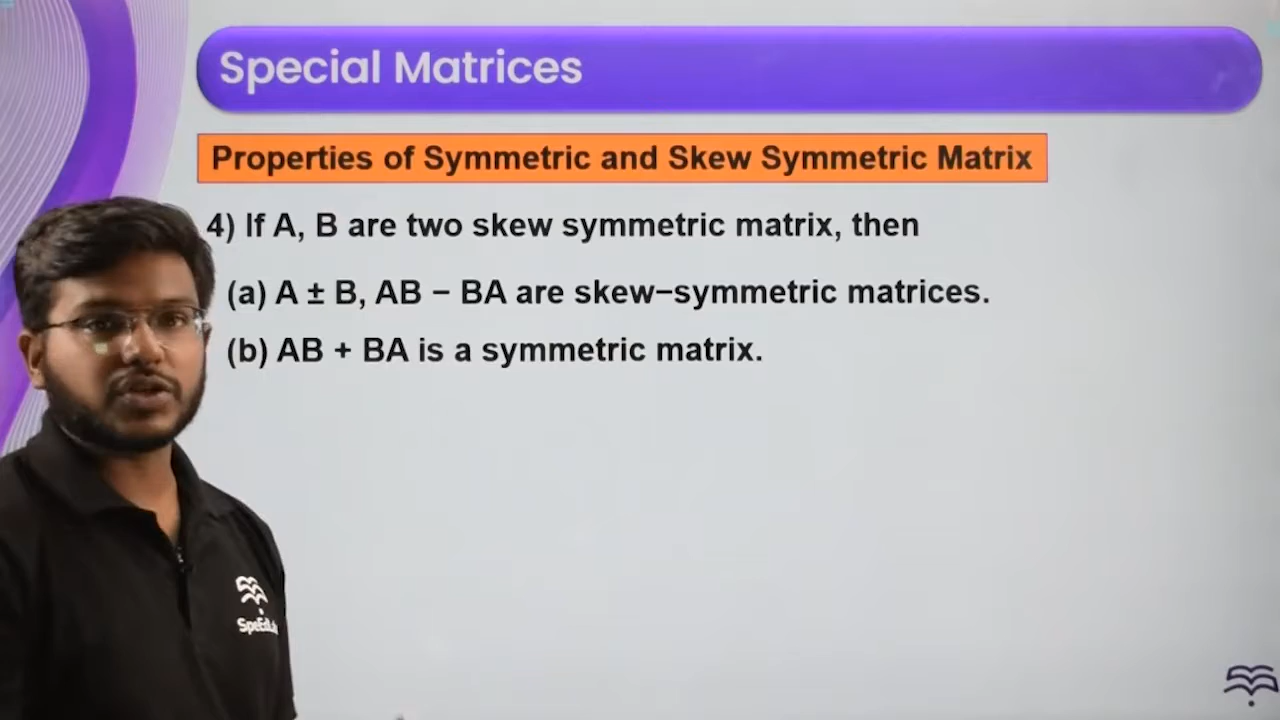 Special Matrices
Properties of Symmetric and Skew Symmetric Matrix
4) If A, B are two skew symmetric matrix, then
(a) A ± B, AB − BA are skew−symmetric matrices.
(b) AB + BA is a symmetric matrix.